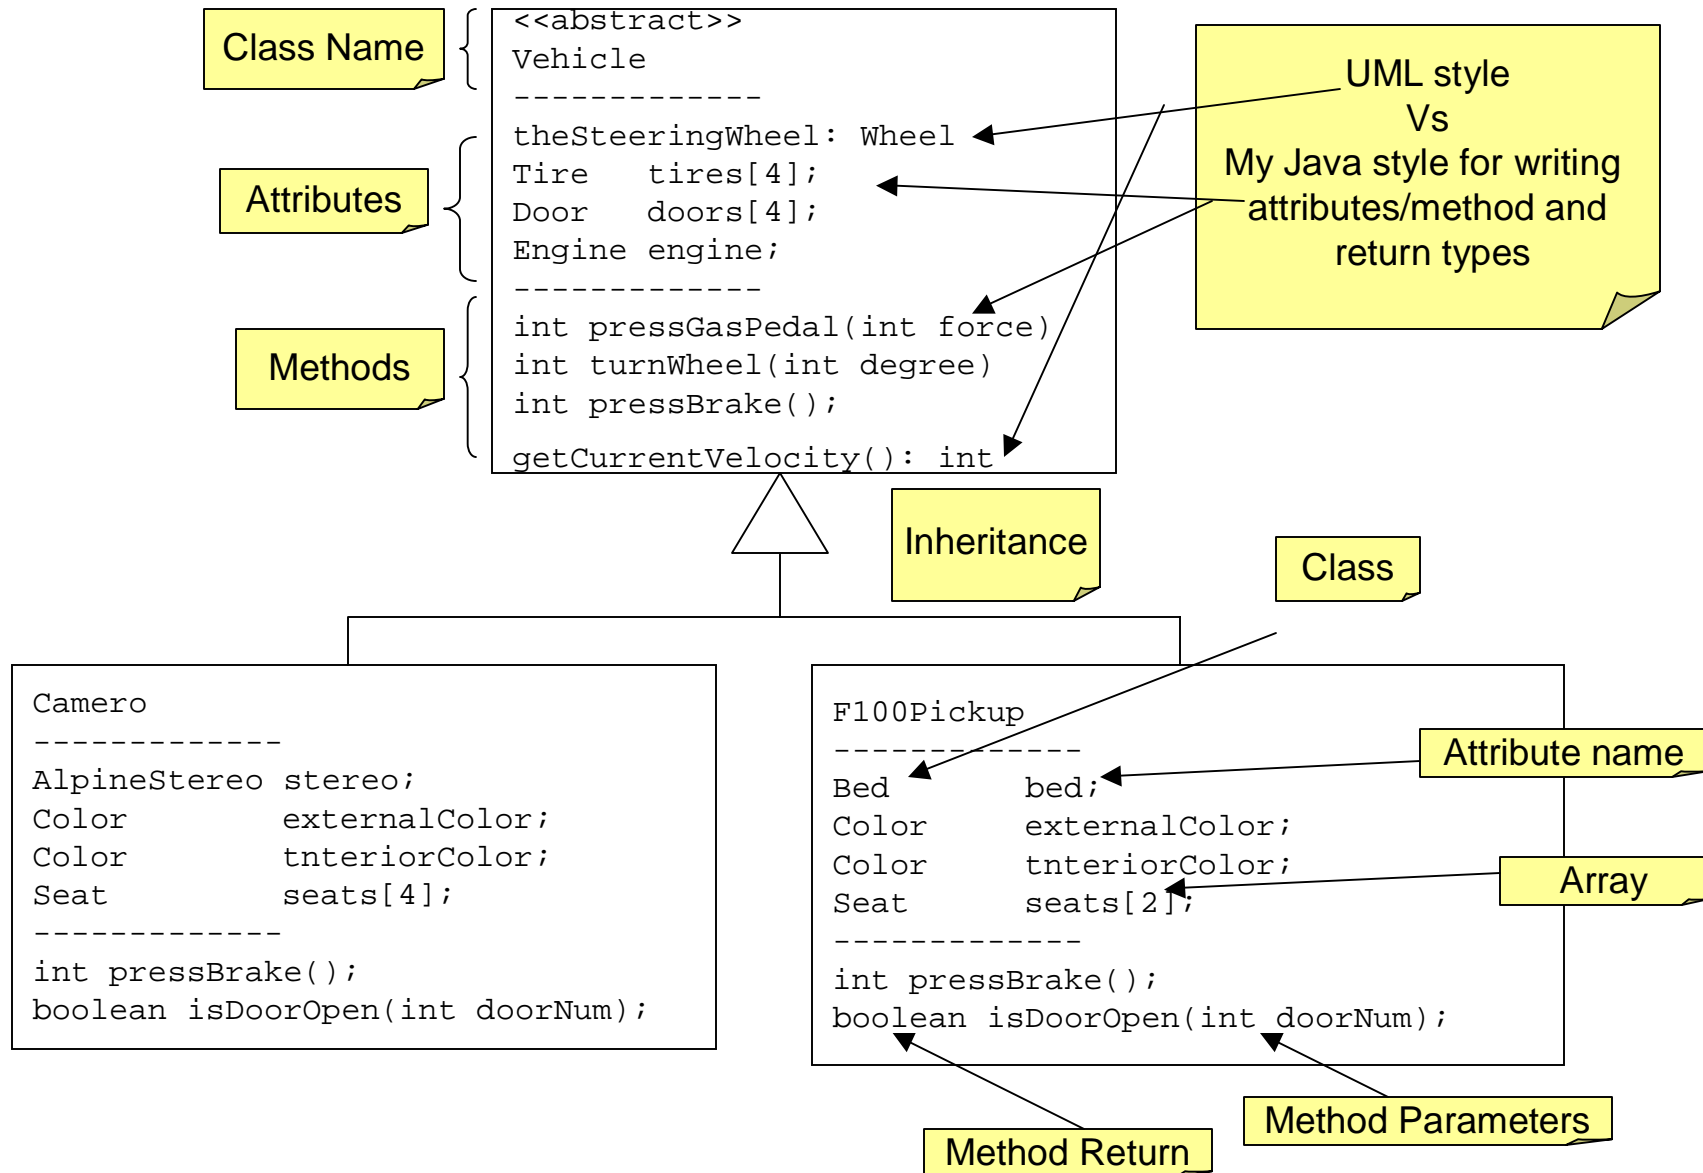 Class Name
<<abstract>>
Vehicle
-------------
Attributes
theSteeringWheel: Wheel
Tire   tires[4];
Door   doors[4];
Engine engine;
-------------
Methods
int pressGasPedal(int force)
int turnWheel(int degree)
int pressBrake();
getCurrentVelocity(): int
UML style
Vs
My Java style for writing
attributes/method and
return types
Inheritance
Class
Camero
-------------
AlpineStereo stereo;
Color        externalColor;
Color        tnteriorColor;
Seat         seats[4];
-------------
int pressBrake();
boolean isDoorOpen(int doorNum);
F100Pickup
-------------
Bed       bed;
Color     externalColor;
Color     tnteriorColor;
Seat      seats[2];
-------------
int pressBrake();
boolean isDoorOpen(int doorNum);
Attribute name
Array
Method Parameters
Method Return